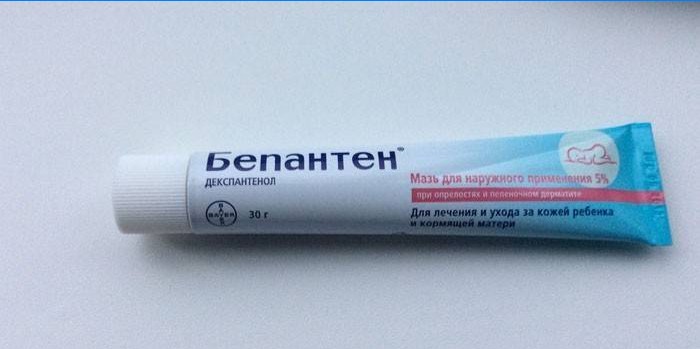 Бепантен®
ДЕКСПАНТЕНОЛ
Мазь для наружного применения 5%
при опрелостях и пеленочном дерматите
BAYER
30 г
Для лечения и ухода за кожей ребенка
и кормящей матери